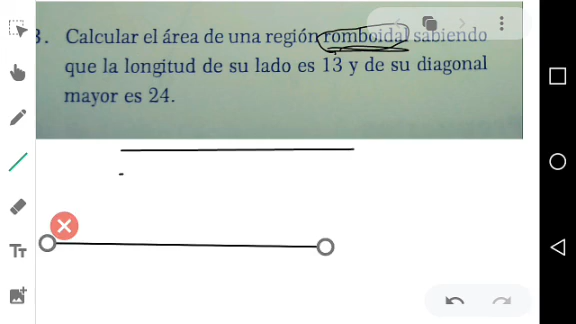 3. Calcular el área de una región romboidal sabiendo
que la longitud de su lado es 13 y de su diagonal
mayor es 24.
TT